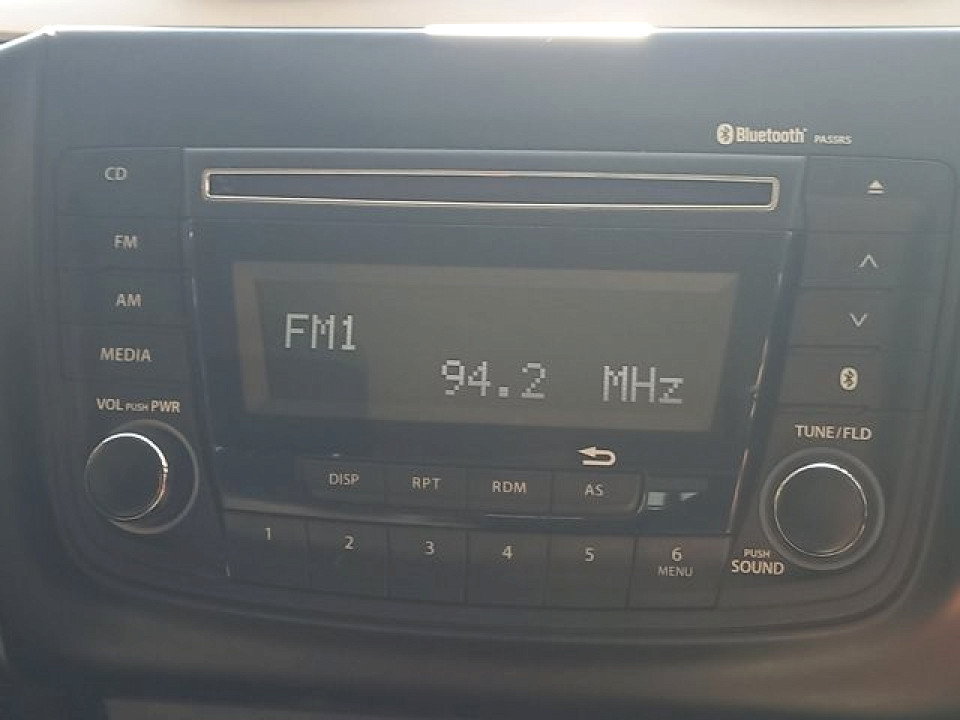 Bluetooth PASSRS
CD
FM
AM
MEDIA
VOL PUSH PWR
FM1
94.2 MHz
TUNE/FLD
DISP RPT RDM AS
1 2 3 4 5 6
MENU
PUSH
SOUND